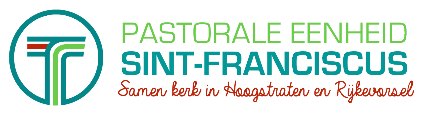 PASTORALE EENHEID
SINT-FRANCISCUS
Samen kerk in Hoogstraten en Rijkevorsel